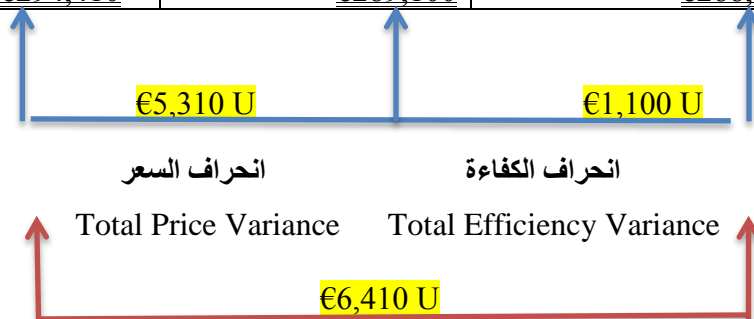 €5,310 U €1,100 U
انحراف السعر انحراف الكفاءة
Total Price Variance Total Efficiency Variance
€6,410 U